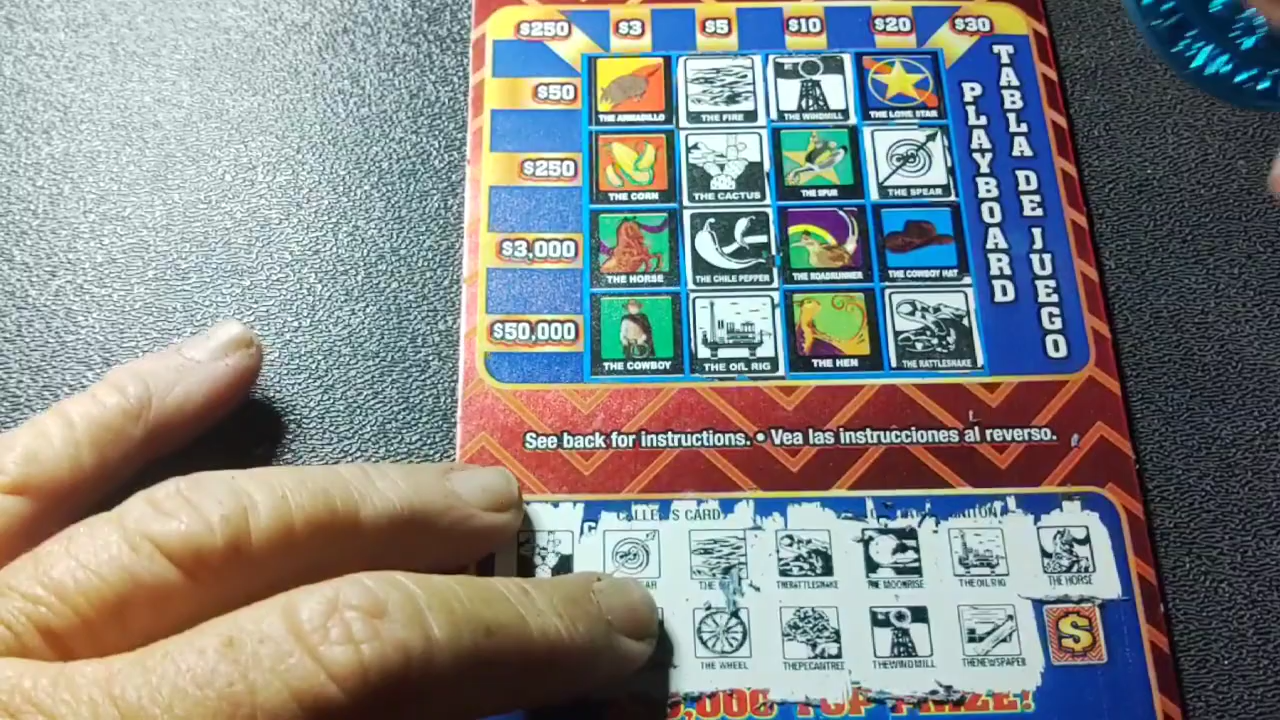 $250 $3 $5 $10 $20 $30
$50
$250
$3,000
$50,000
THE ARMADILLO THE FIRE THE WINDMILL THE LONE STAR
THE CORN THE CACTUS THE SPUR THE SPEAR
THE HORSE THE CHILE PEPPER THE ROADRUNNER THE COWBOY HAT
THE COWBOY THE OIL RIG THE HEN THE RATTLESNAKE
PLAYBOARD
TABLA DE JUEGO
See back for instructions. • Vea las instrucciones al reverso.
CARD
THE RATTLESNAKE THE MOONRISE THE OIL RIG THE HORSE
THE WHEEL THE PECAN TREE THE WINDMILL THE NEWSPAPER
$
TOP PRIZE!